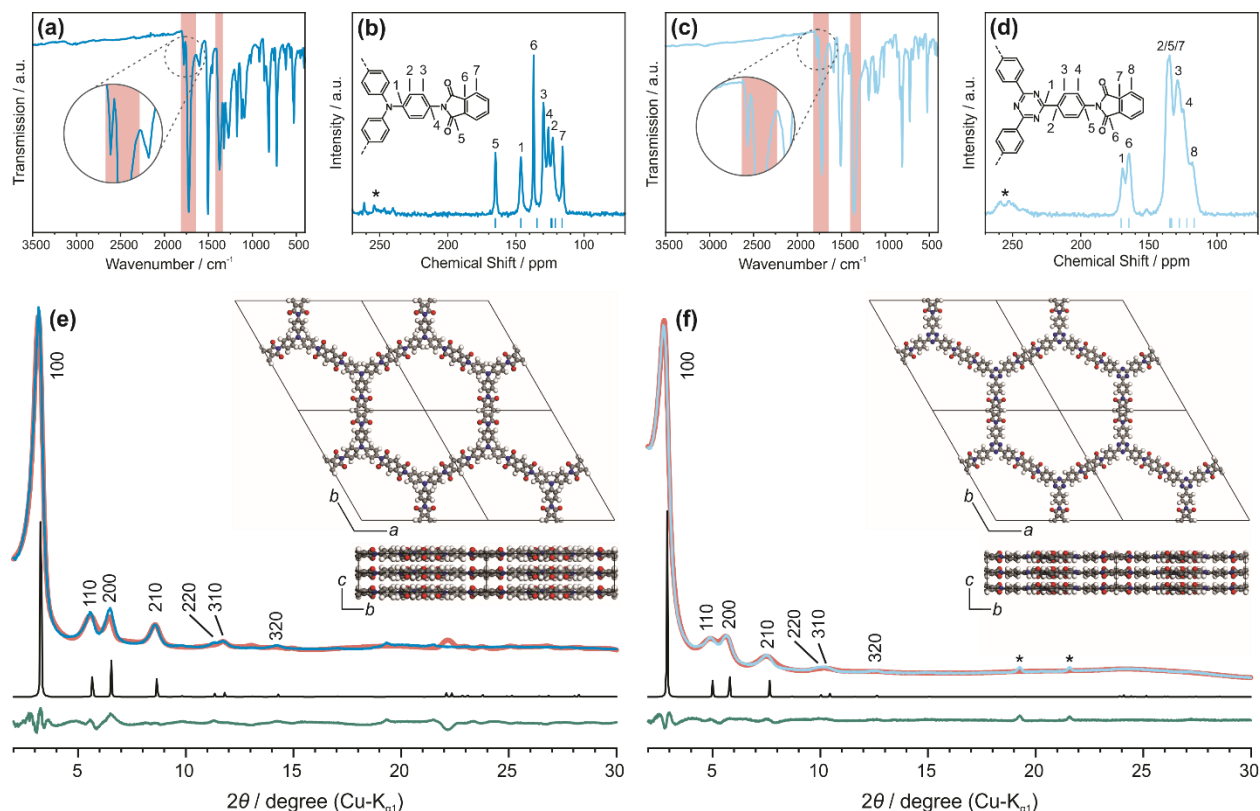 (a)
Transmission / a.u.
3500 2500 2000 1500 1000 500
Wavenumber / cm-1
(b)
Intensity / a.u.
1 2 3 4 5 6 7
N
N
O
O
*
5 1 6 3 4 2 7
250 200 150 100
Chemical Shift / ppm
(c)
Transmission / a.u.
3500 2500 2000 1500 1000 500
Wavenumber / cm-1
(d)
Intensity / a.u.
1 2 3 4 5 6 7 8
N
N
N
N
O
O
*
1 6 2/5/7 3 4 8
250 200 150 100
Chemical Shift / ppm
(e)
100
110
200
210
220
310
320
b
a
c
b
5 10 15 20 25 30
2θ / degree (Cu-Kα1)
(f)
100
110
200
210
220
310
320
*
*
b
a
c
b
5 10 15 20 25 30
2θ / degree (Cu-Kα1)